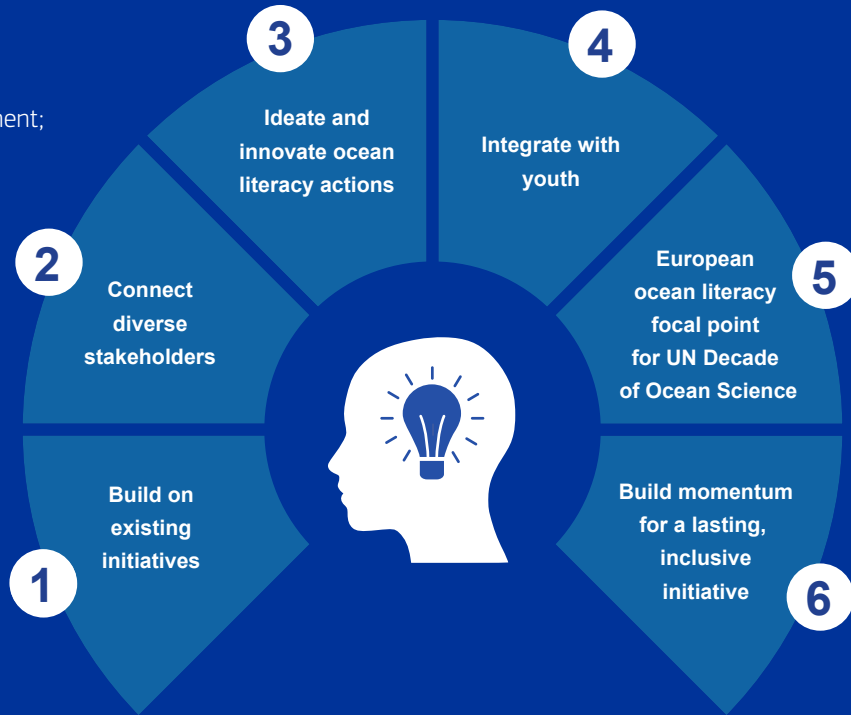 1
Build on
existing
initiatives
2
Connect
diverse
stakeholders
3
Ideate and
innovate ocean
literacy actions
4
Integrate with
youth
5
European
ocean literacy
focal point
for UN Decade
of Ocean Science
6
Build momentum
for a lasting,
inclusive
initiative